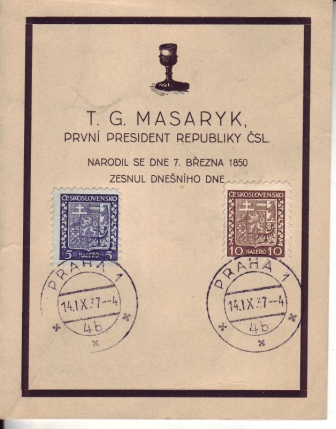 T. G. MASARYK,
PRVNÍ PRESIDENT REPUBLIKY ČSL.
NARODIL SE DNE 7. BŘEZNA 1850
ZESNUL DNEŠNÍHO DNE
ČESKOSLOVENSKO
5 HALÉŘŮ 5
ČESKOSLOVENSKO
10 HALÉŘŮ 10
PRAHA 1
14.IX.37–4
4b
PRAHA 1
14.IX.37–4
4b